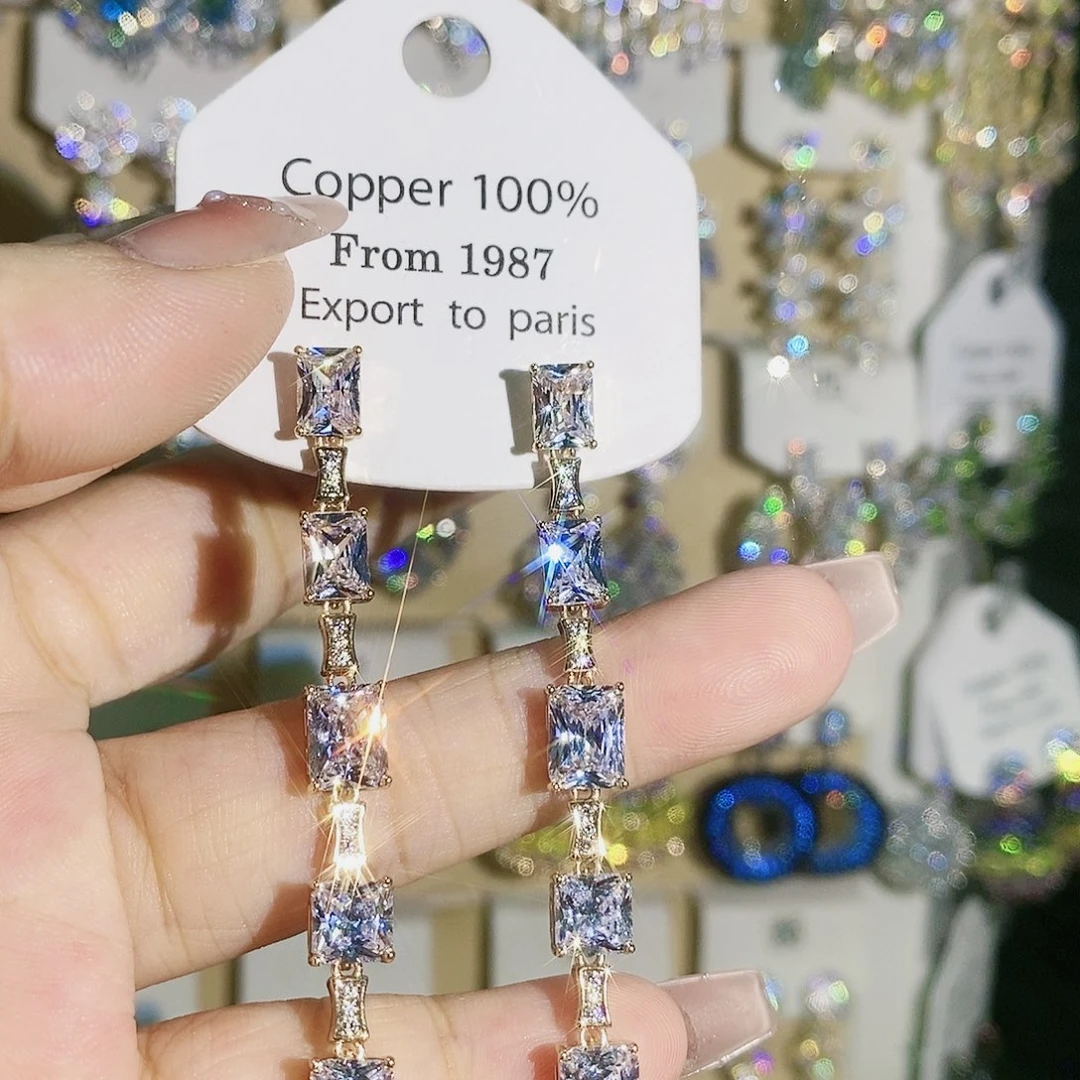 Copper 100%
From 1987
Export to paris